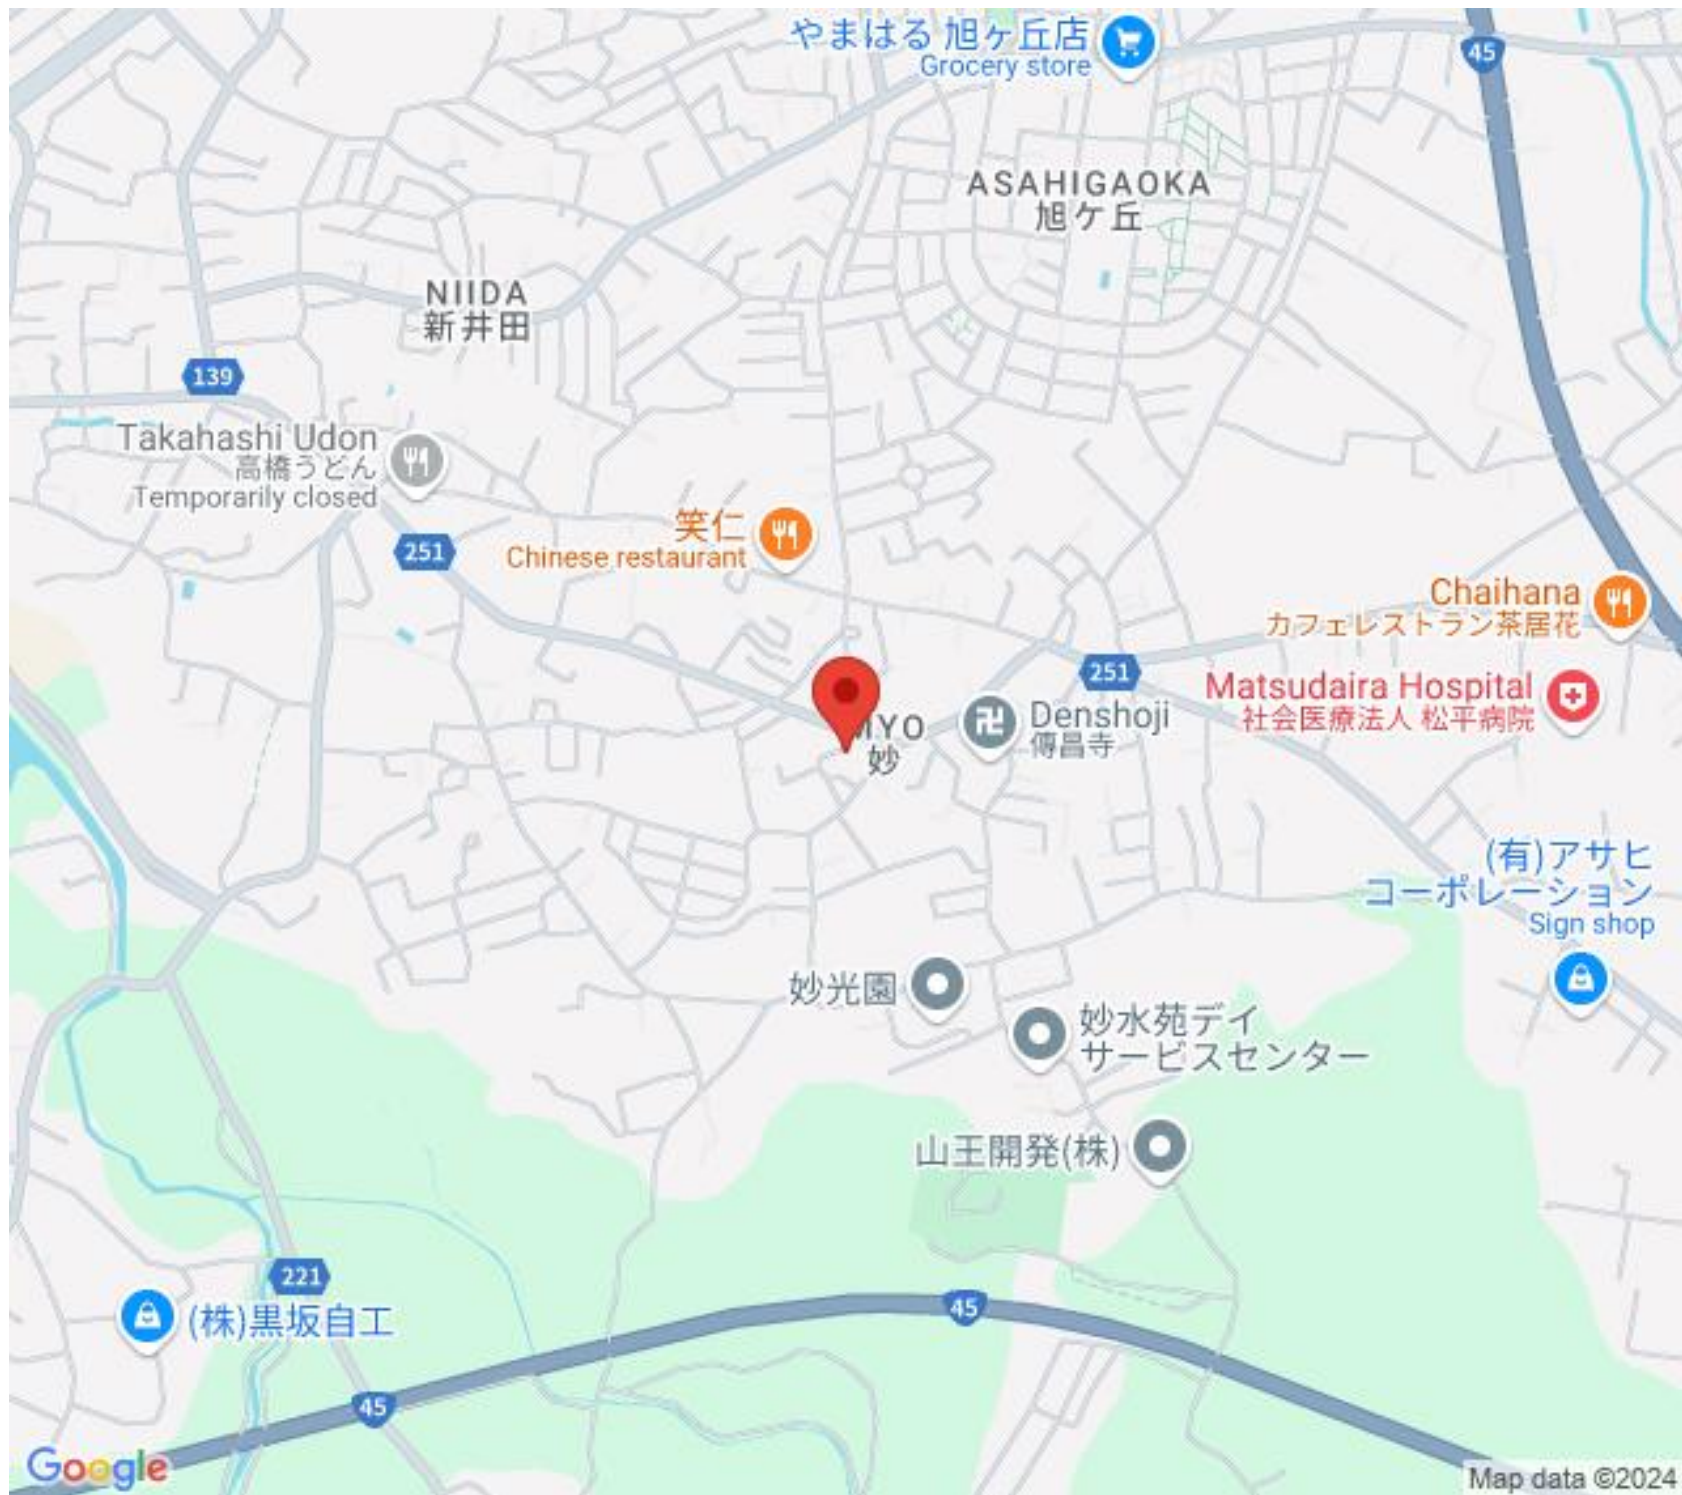 やまはる 旭ヶ丘店
Grocery store
45
ASAHIGAOKA
旭ケ丘
NIIDA
新井田
139
Takahashi Udon
高橋うどん
Temporarily closed
笑仁
Chinese restaurant
251
Chaihana
カフェレストラン茶居花
251
Matsudaira Hospital
社会医療法人 松平病院
MYO
妙
Denshoji
傳昌寺
(有)アサヒ
コーポレーション
Sign shop
妙光園
妙水苑デイ
サービスセンター
山王開発(株)
221
(株)黒坂自工
45
45
Google
Map data ©2024